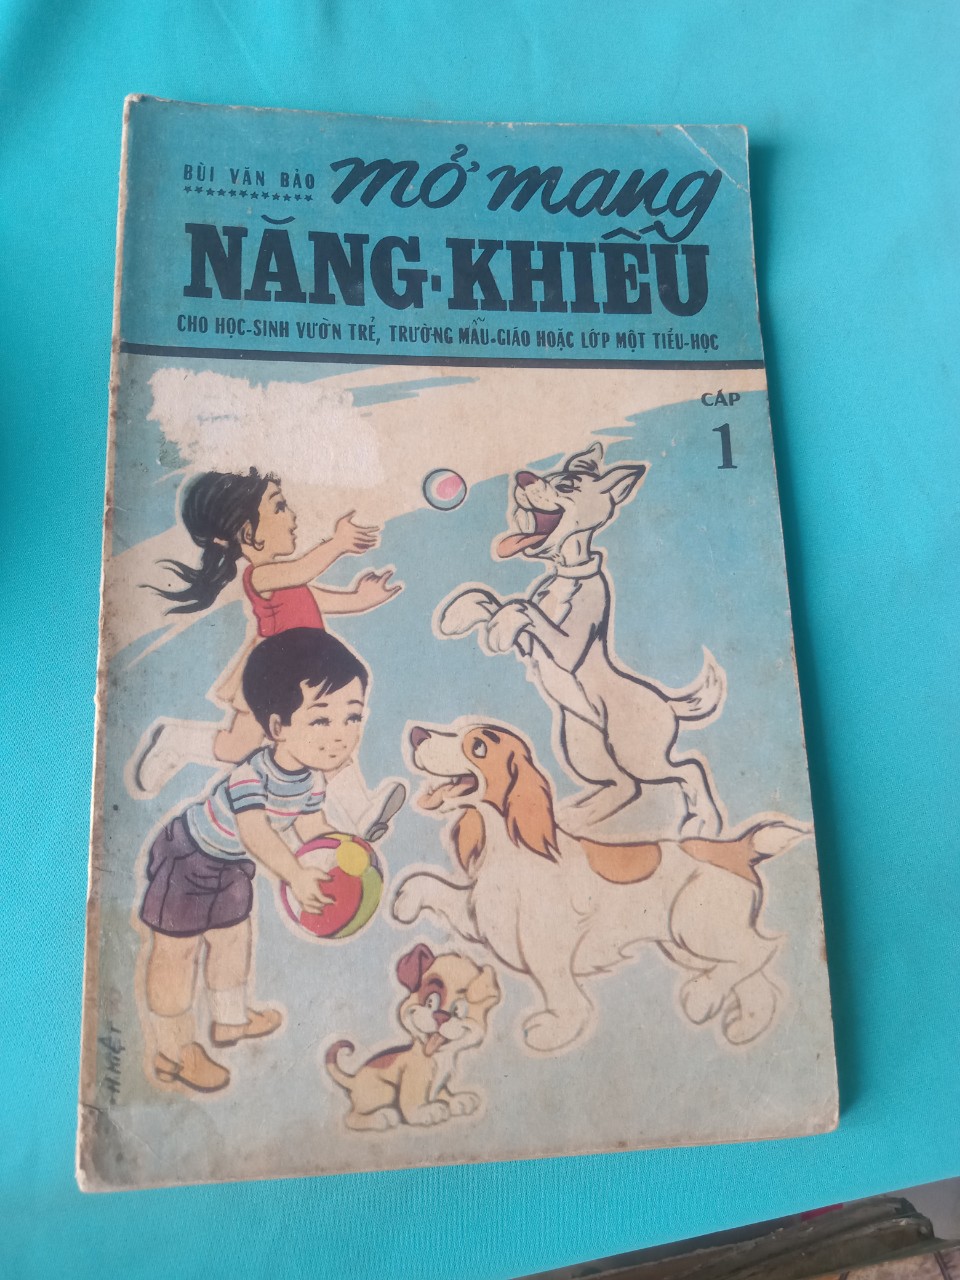 BÙI VĂN BẢO
mở mang
NĂNG-KHIẾU
CHO HỌC-SINH VƯỜN TRẺ, TRƯỜNG MẪU-GIÁO HOẶC LỚP MỘT TIỂU-HỌC
CẤP
1
H.KIỆT